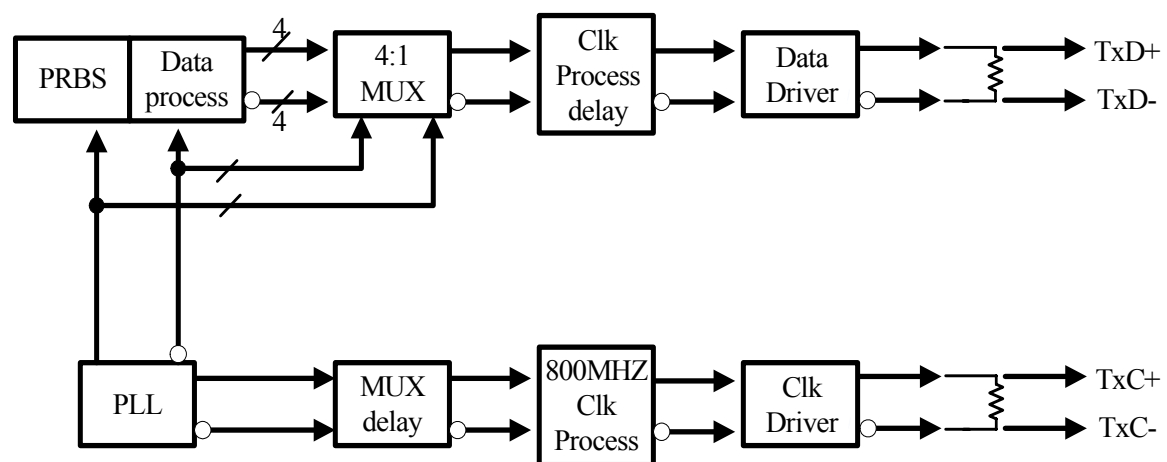 4
PRBS
Data
process
4
4:1
MUX
Clk
Process
delay
Data
Driver
TxD+
TxD-
PLL
MUX
delay
800MHZ
Clk
Process
Clk
Driver
TxC+
TxC-